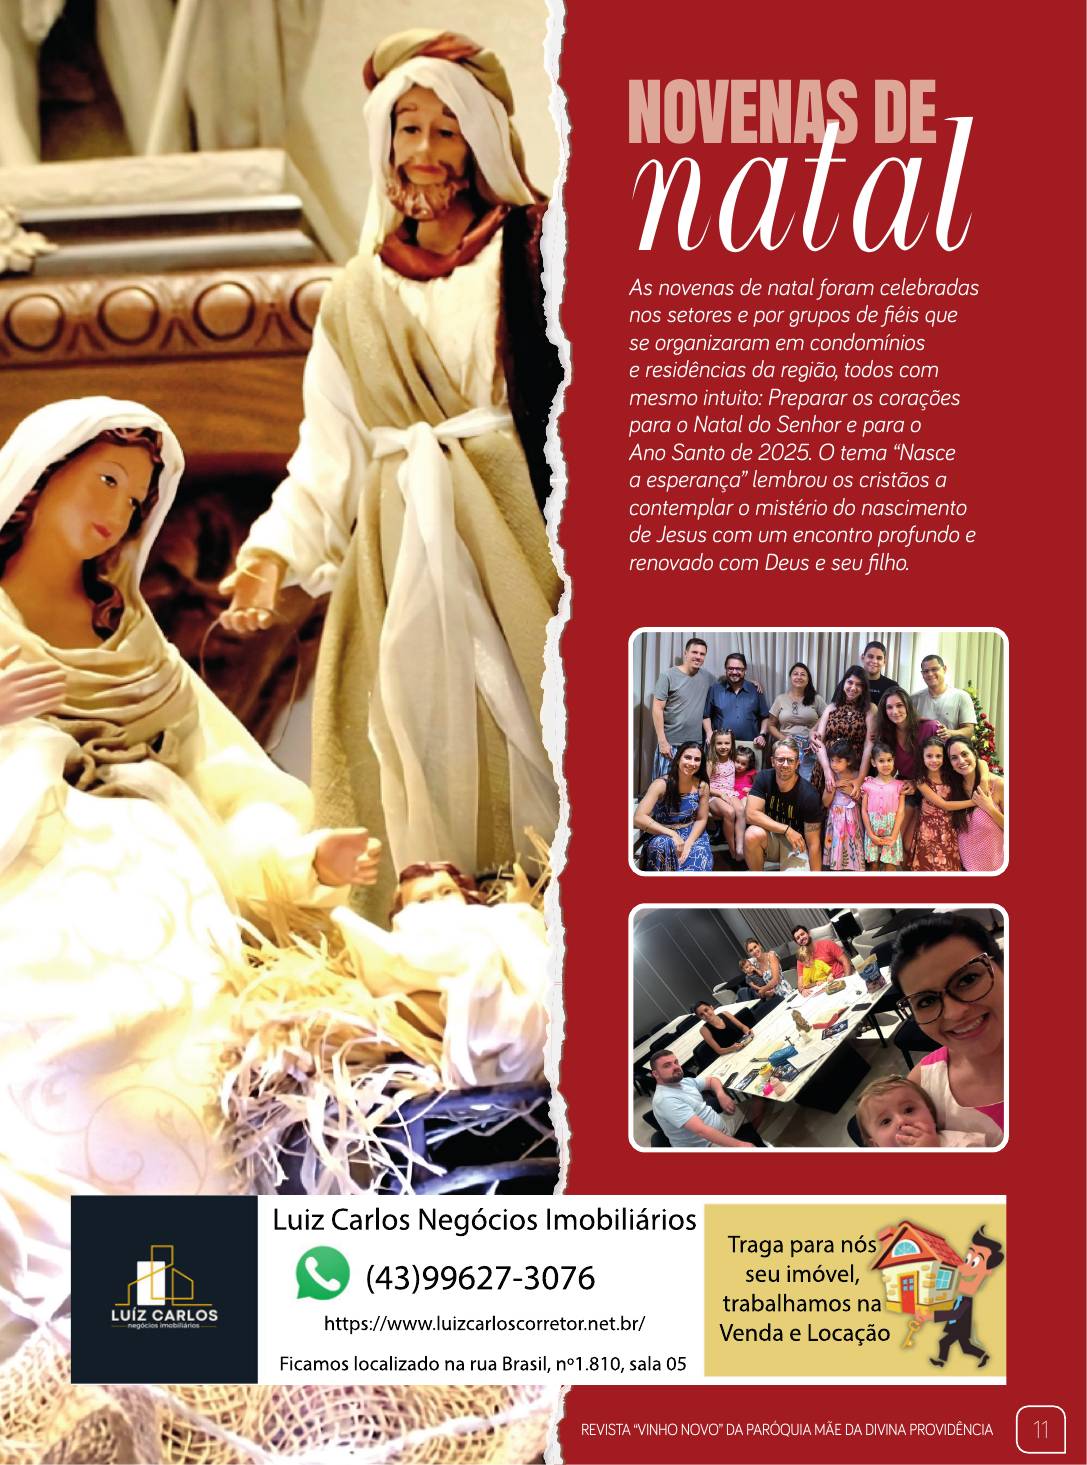 NOVENAS DE
natal
As novenas de natal foram celebradas
nos setores e por grupos de fiéis que
se organizaram em condomínios
e residências da região, todos com
mesmo intuito: Preparar os corações
para o Natal do Senhor e para o
Ano Santo de 2025. O tema “Nasce
a esperança” lembrou os cristãos a
contemplar o mistério do nascimento
de Jesus com um encontro profundo e
renovado com Deus e seu filho.
LUÍZ CARLOS
negócios imobiliários
Luiz Carlos Negócios Imobiliários
(43)99627-3076
https://www.luizcarloscorretor.net.br/
Ficamos localizado na rua Brasil, nº1.810, sala 05
Traga para nós
seu imóvel,
trabalhamos na
Venda e Locação
REVISTA “VINHO NOVO” DA PARÓQUIA MÃE DA DIVINA PROVIDÊNCIA
11